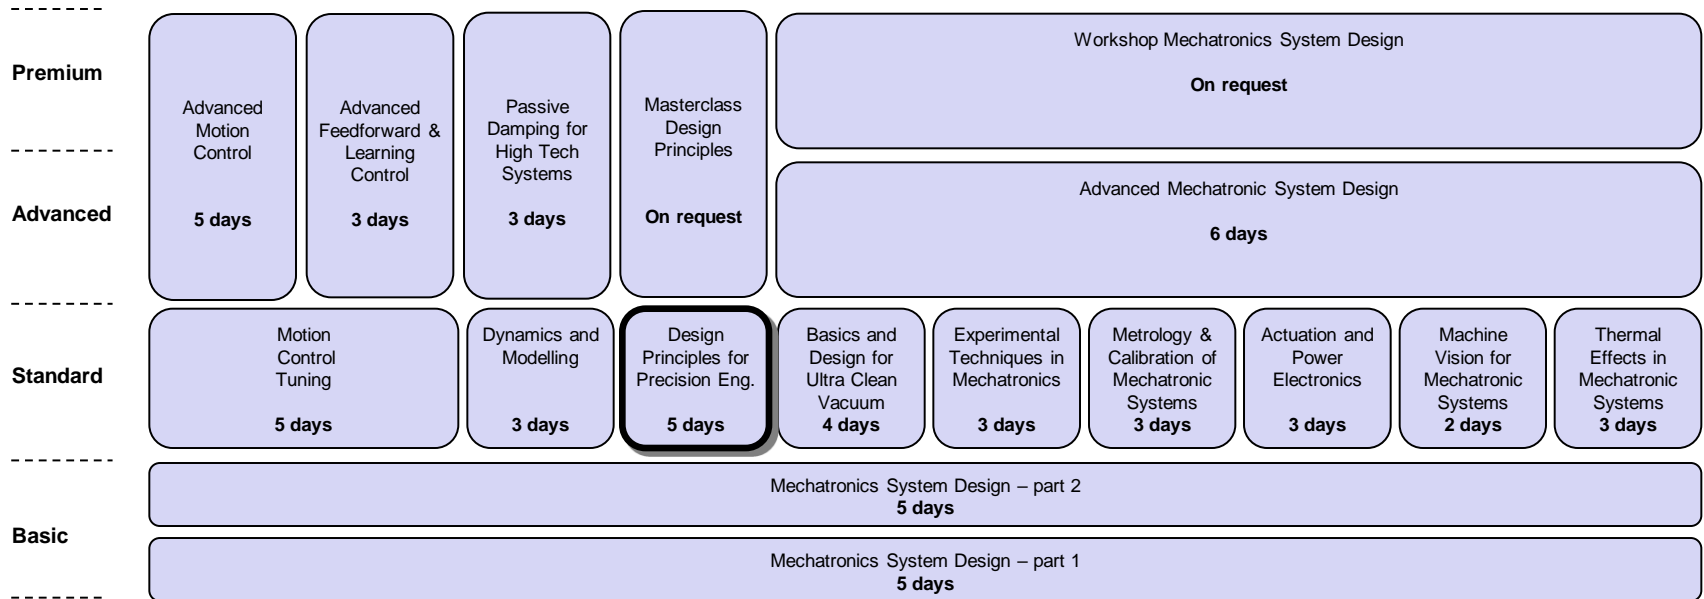 Premium
Advanced
Motion
Control
5 days
Advanced
Feedforward &
Learning
Control
3 days
Passive
Damping for
High Tech
Systems
3 days
Masterclass
Design
Principles
On request
Workshop Mechatronics System Design
On request
Advanced
Advanced Mechatronic System Design
6 days
Standard
Motion
Control
Tuning
5 days
Dynamics and
Modelling
3 days
Design
Principles for
Precision Eng.
5 days
Basics and
Design for
Ultra Clean
Vacuum
4 days
Experimental
Techniques in
Mechatronics
3 days
Metrology &
Calibration of
Mechatronic
Systems
3 days
Actuation and
Power
Electronics
3 days
Machine
Vision for
Mechatronic
Systems
2 days
Thermal
Effects in
Mechatronic
Systems
3 days
Basic
Mechatronics System Design – part 2
5 days
Mechatronics System Design – part 1
5 days